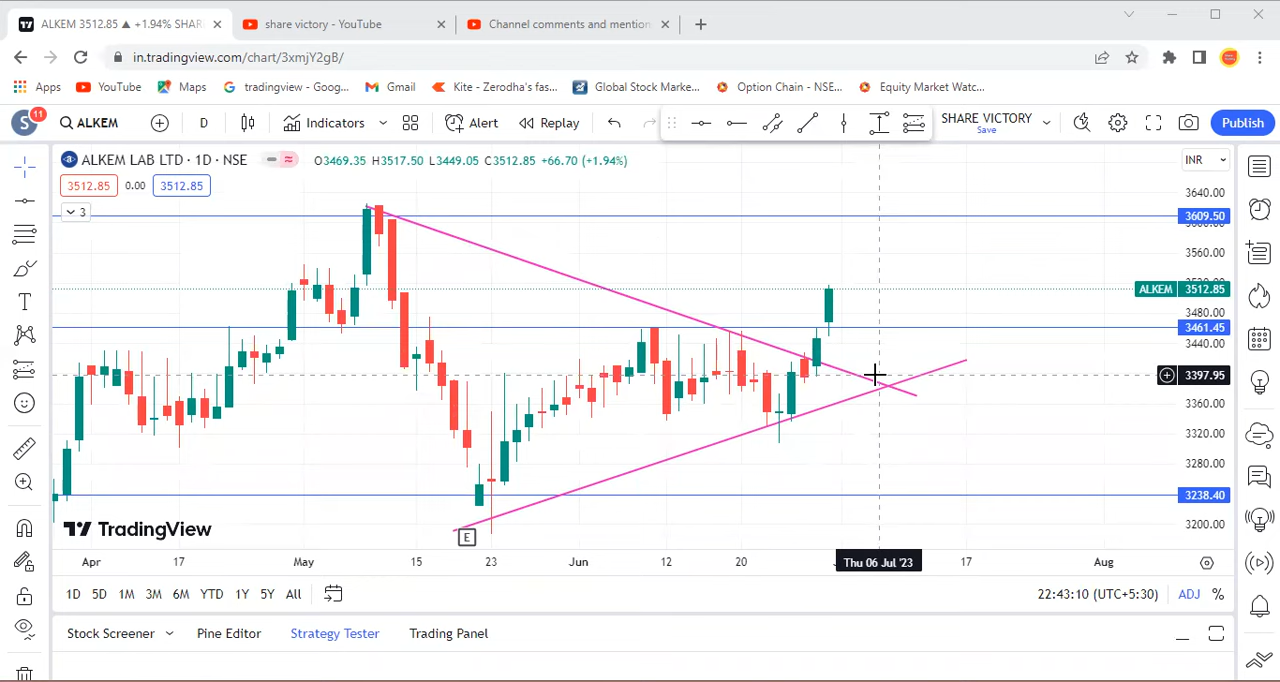 ALKEM 3512.85 ▲ +1.94% SHAR
share victory - YouTube
Channel comments and mention
in.tradingview.com/chart/3xmjY2gB/
Apps YouTube Maps tradingview - Goog... Gmail Kite - Zerodha's fas... Global Stock Marke... Option Chain - NSE... Equity Market Watc...
S 11 ALKEM D Indicators Alert Replay SHARE VICTORY Save Publish
ALKEM LAB LTD · 1D · NSE O3469.35 H3517.50 L3449.05 C3512.85 +66.70 (+1.94%) INR
3512.85 0.00 3512.85
3
3640.00
3609.50
3560.00
ALKEM 3512.85
3480.00
3461.45
3440.00
3397.95
3360.00
3320.00
3280.00
3238.40
3200.00
TradingView
E
Apr 17 May 15 23 Jun 12 20 Thu 06 Jul '23 17 Aug
1D 5D 1M 3M 6M YTD 1Y 5Y All 22:43:10 (UTC+5:30) ADJ %
Stock Screener Pine Editor Strategy Tester Trading Panel